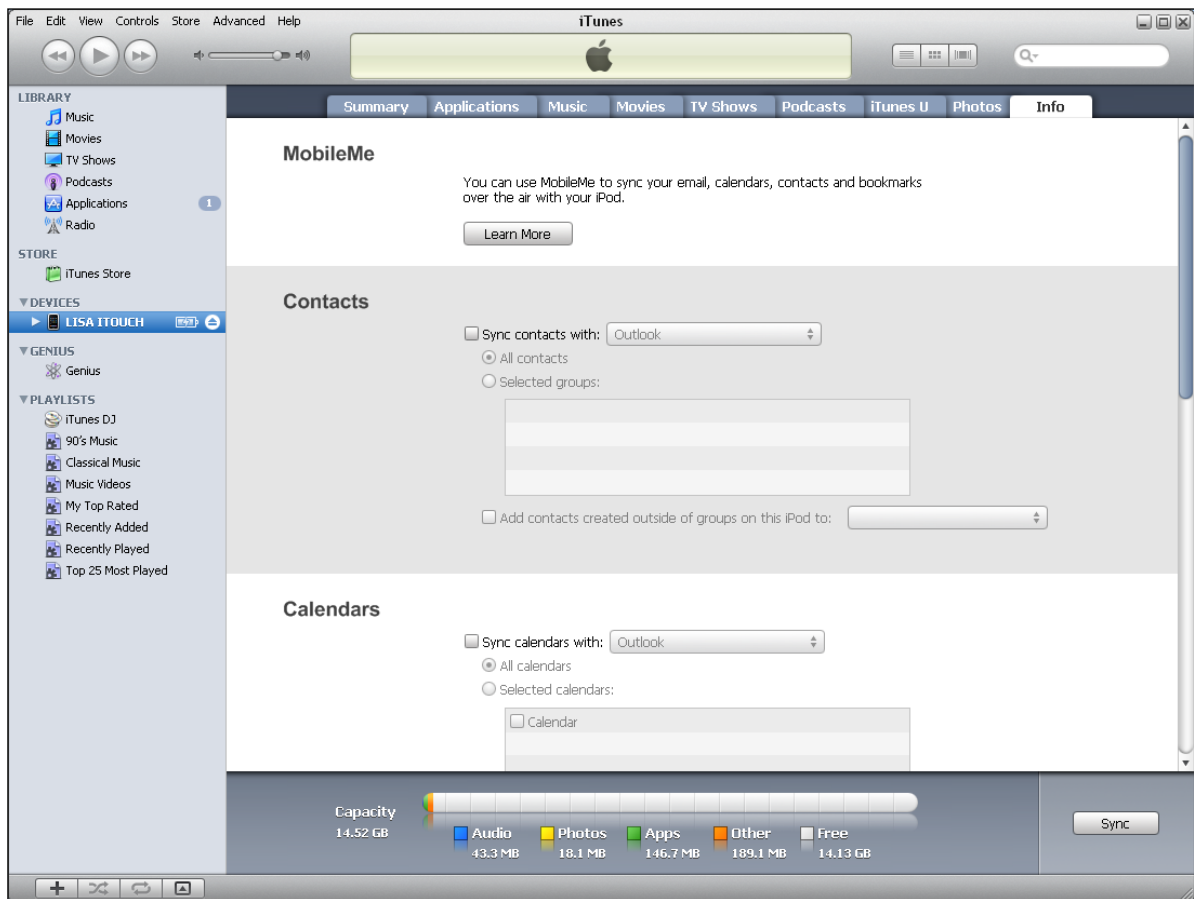 File Edit View Controls Store Advanced Help
iTunes
LIBRARY
Music
Movies
TV Shows
Podcasts
Applications 1
Radio
STORE
iTunes Store
DEVICES
LISA ITOUCH
GENIUS
Genius
PLAYLISTS
iTunes DJ
90's Music
Classical Music
Music Videos
My Top Rated
Recently Added
Recently Played
Top 25 Most Played
Summary Applications Music Movies TV Shows Podcasts iTunes U Photos Info
MobileMe
You can use MobileMe to sync your email, calendars, contacts and bookmarks
over the air with your iPod.
Learn More
Contacts
Sync contacts with: Outlook
All contacts
Selected groups:
Add contacts created outside of groups on this iPod to:
Calendars
Sync calendars with: Outlook
All calendars
Selected calendars:
Calendar
Capacity
14.52 GB
Audio Photos Apps Other Free
43.3 MB 18.1 MB 146.7 MB 189.1 MB 14.13 GB
Sync